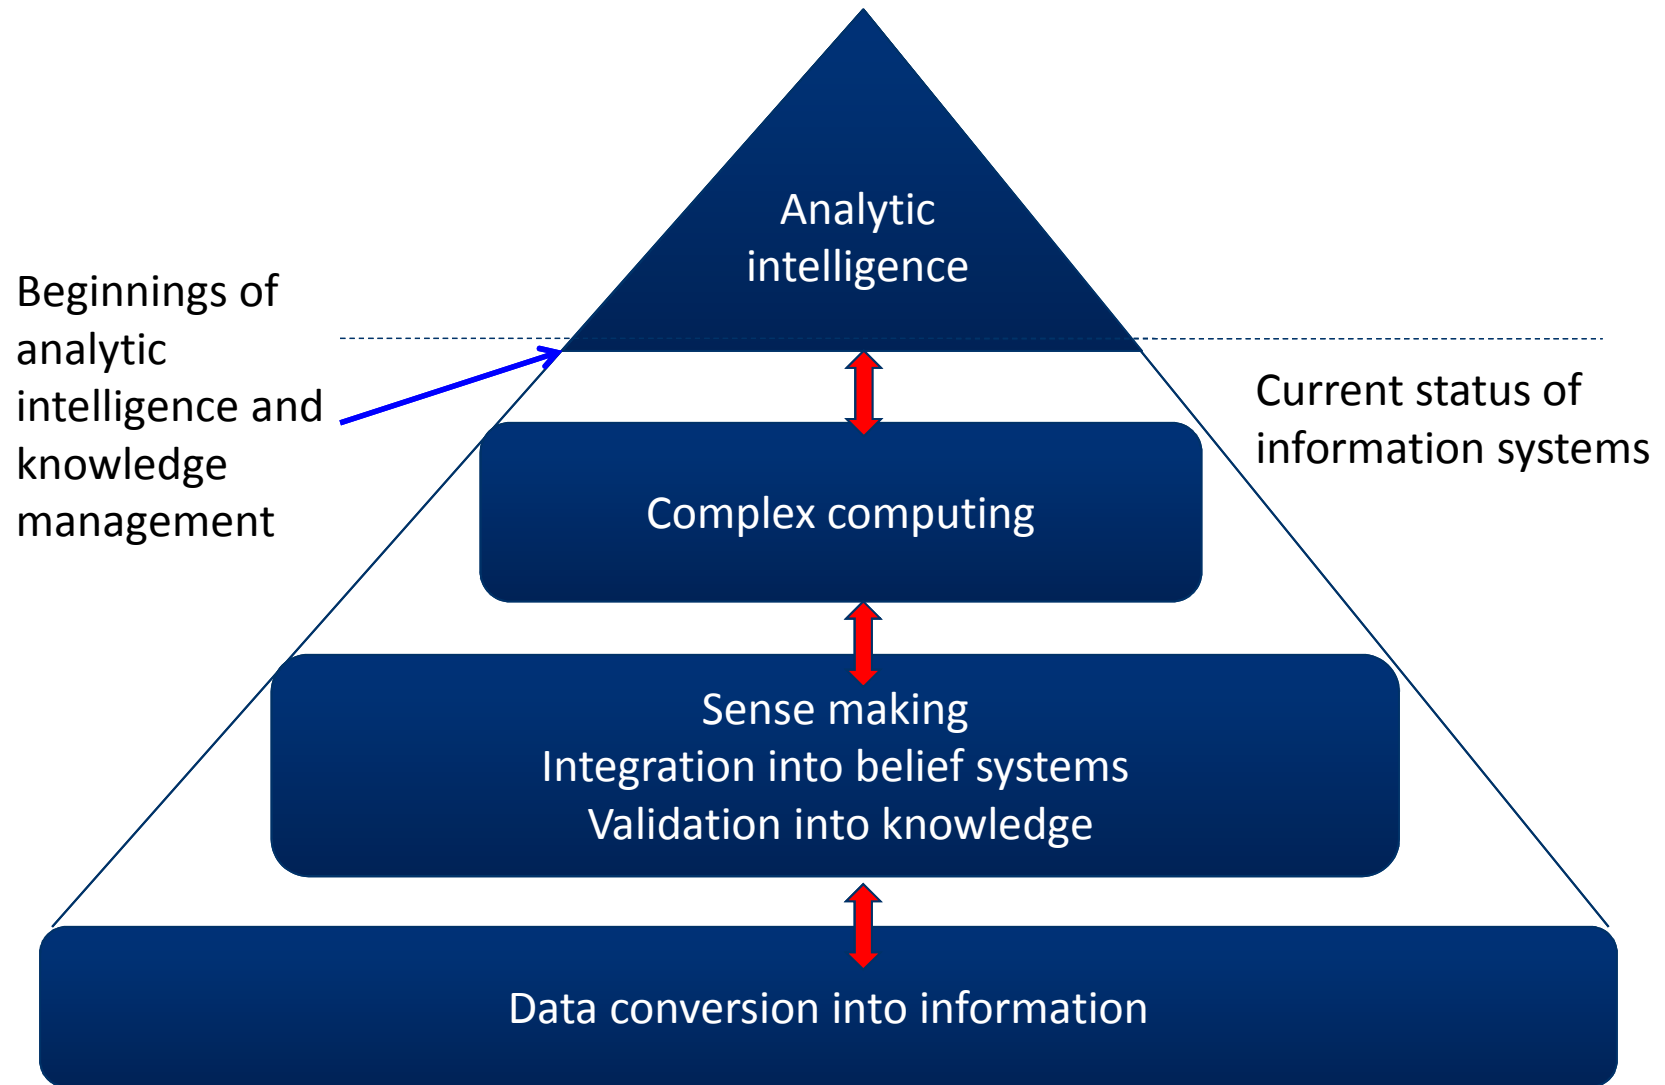 Analytic
intelligence
Beginnings of
analytic
intelligence and
knowledge
management
Current status of
information systems
Complex computing
Sense making
Integration into belief systems
Validation into knowledge
Data conversion into information